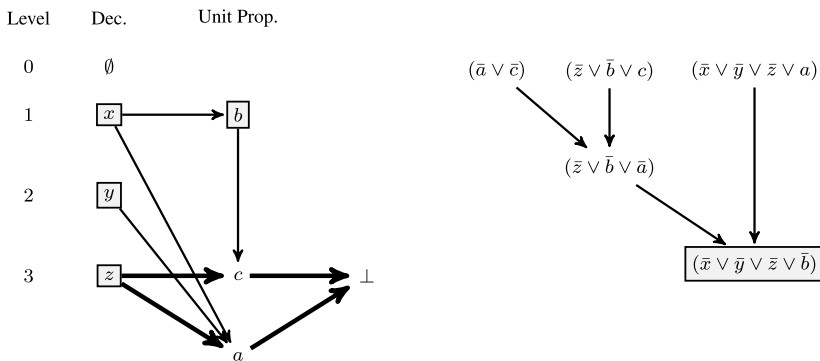 Level Dec. Unit Prop.
0 ∅
1 x b
2 y
3 z c ⊥
a
(ā ∨ c̄) (z̄ ∨ b̄ ∨ c) (x̄ ∨ ȳ ∨ z̄ ∨ a)
(z̄ ∨ b̄ ∨ ā)
(x̄ ∨ ȳ ∨ z̄ ∨ b̄)